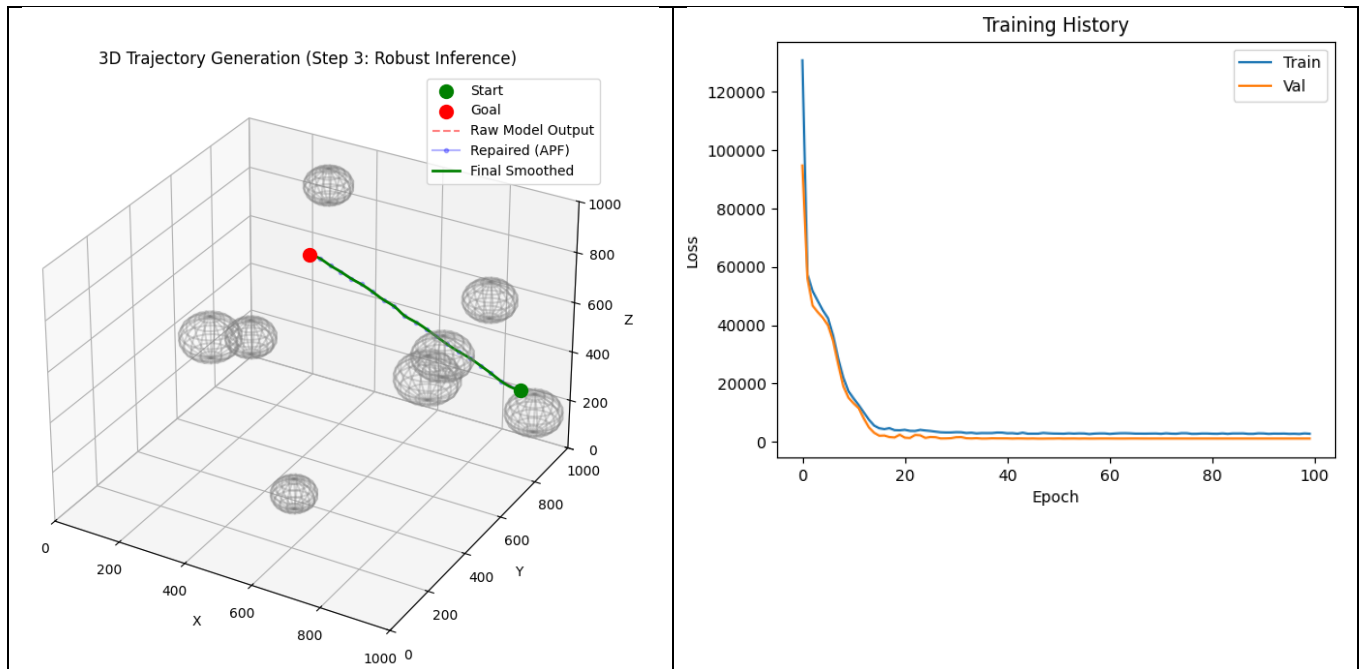 3D Trajectory Generation (Step 3: Robust Inference)
Start
Goal
Raw Model Output
Repaired (APF)
Final Smoothed
1000
800
600
Z
400
200
0
1000
800
600
Y
400
200
0
0
200
400
X
600
800
1000
Training History
Train
Val
120000
100000
80000
Loss
60000
40000
20000
0
0
20
40
60
80
100
Epoch